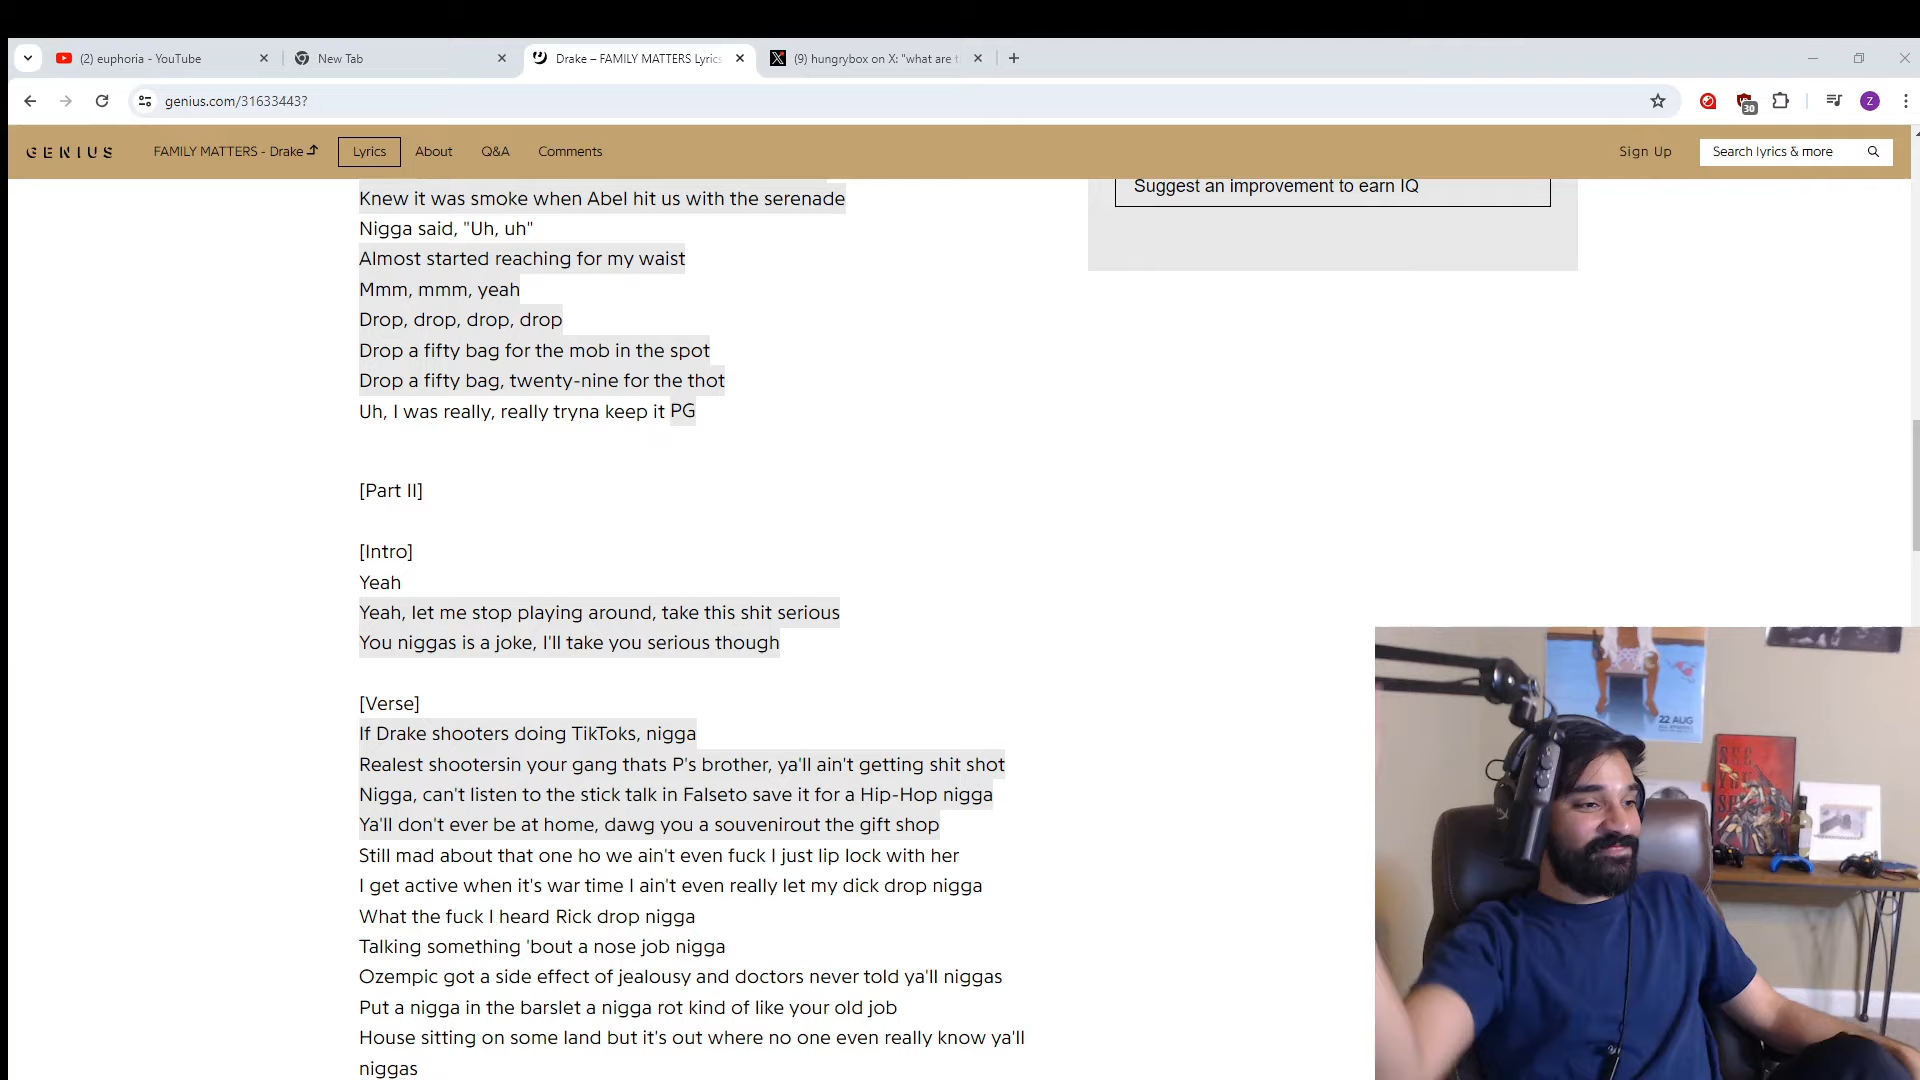 (2) euphoria - YouTube
New Tab
Drake – FAMILY MATTERS Lyrics
(9) hungrybox on X: "what are t
genius.com/31633443?
30
Z
GENIUS
FAMILY MATTERS - Drake
Lyrics
About
Q&A
Comments
Sign Up
Search lyrics & more
Suggest an improvement to earn IQ
Knew it was smoke when Abel hit us with the serenade
Nigga said, "Uh, uh"
Almost started reaching for my waist
Mmm, mmm, yeah
Drop, drop, drop, drop
Drop a fifty bag for the mob in the spot
Drop a fifty bag, twenty-nine for the thot
Uh, I was really, really tryna keep it PG
[Part II]
[Intro]
Yeah
Yeah, let me stop playing around, take this shit serious
You niggas is a joke, I'll take you serious though
[Verse]
If Drake shooters doing TikToks, nigga
Realest shootersin your gang thats P's brother, ya'll ain't getting shit shot
Nigga, can't listen to the stick talk in Falseto save it for a Hip-Hop nigga
Ya'll don't ever be at home, dawg you a souvenirout the gift shop
Still mad about that one ho we ain't even fuck I just lip lock with her
I get active when it's war time I ain't even really let my dick drop nigga
What the fuck I heard Rick drop nigga
Talking something 'bout a nose job nigga
Ozempic got a side effect of jealousy and doctors never told ya'll niggas
Put a nigga in the barslet a nigga rot kind of like your old job
House sitting on some land but it's out where no one even really know ya'll
niggas
22 AUG
SEE
YOU
SP